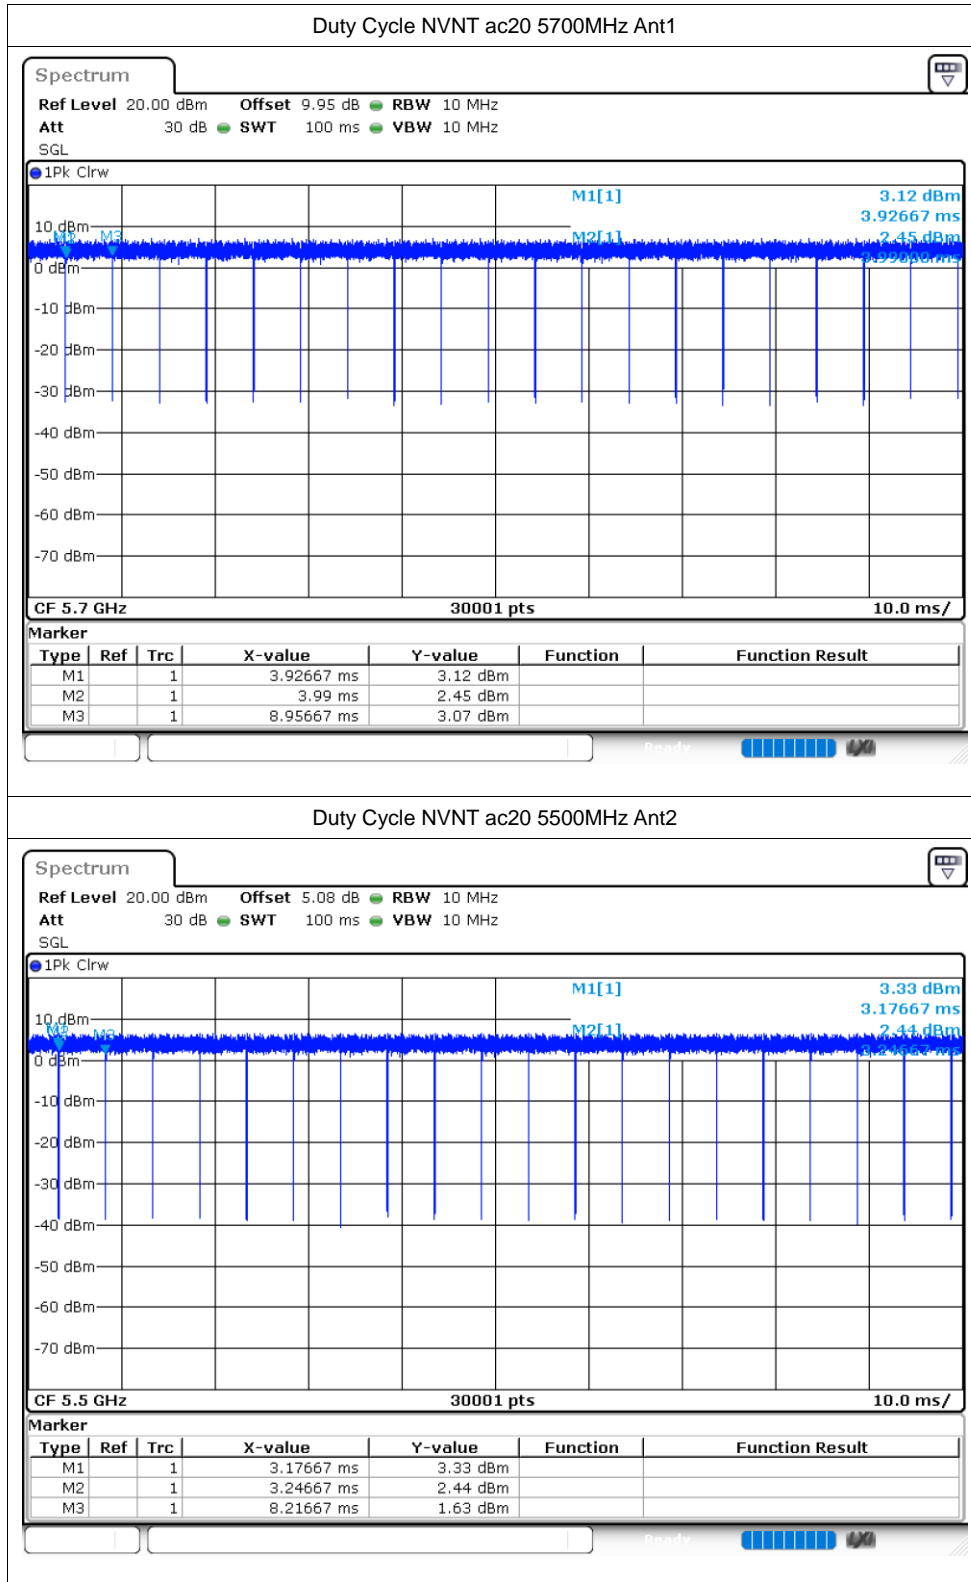 Duty Cycle NVNT ac20 5700MHz Ant1
Spectrum
Ref Level 20.00 dBm Offset 9.95 dB RBW 10 MHz
Att 30 dB SWT 100 ms VBW 10 MHz
SGL
1Pk Clrw
M1[1] 3.12 dBm
3.92667 ms
10 dBm
M2[1] 2.45 dBm
M3
3.99000 ms
0 dBm
-10 dBm
-20 dBm
-30 dBm
-40 dBm
-50 dBm
-60 dBm
-70 dBm
CF 5.7 GHz 30001 pts 10.0 ms/
Marker
Type Ref Trc X-value Y-value Function Function Result
M1 1 3.92667 ms 3.12 dBm
M2 1 3.99 ms 2.45 dBm
M3 1 8.95667 ms 3.07 dBm
Ready
Duty Cycle NVNT ac20 5500MHz Ant2
Spectrum
Ref Level 20.00 dBm Offset 5.08 dB RBW 10 MHz
Att 30 dB SWT 100 ms VBW 10 MHz
SGL
1Pk Clrw
M1[1] 3.33 dBm
3.17667 ms
10 dBm
M2[1] 2.44 dBm
M3
3.24667 ms
0 dBm
-10 dBm
-20 dBm
-30 dBm
-40 dBm
-50 dBm
-60 dBm
-70 dBm
CF 5.5 GHz 30001 pts 10.0 ms/
Marker
Type Ref Trc X-value Y-value Function Function Result
M1 1 3.17667 ms 3.33 dBm
M2 1 3.24667 ms 2.44 dBm
M3 1 8.21667 ms 1.63 dBm
Ready